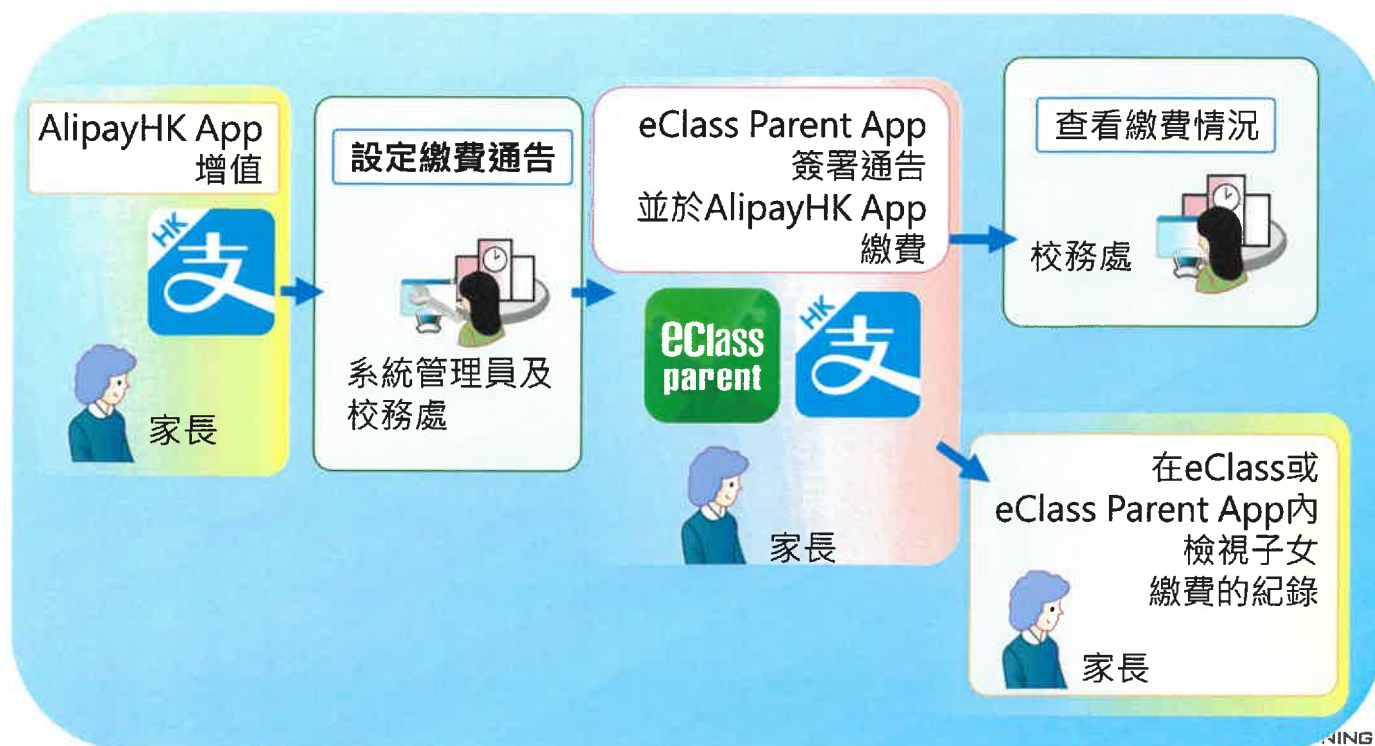 AlipayHK App
增值
HK
支
家長
設定繳費通告
系統管理員及
校務處
eClass Parent App
簽署通告
並於AlipayHK App
繳費
eClass
parent
HK
支
家長
查看繳費情況
校務處
在eClass或
eClass Parent App內
檢視子女
繳費的紀錄
家長